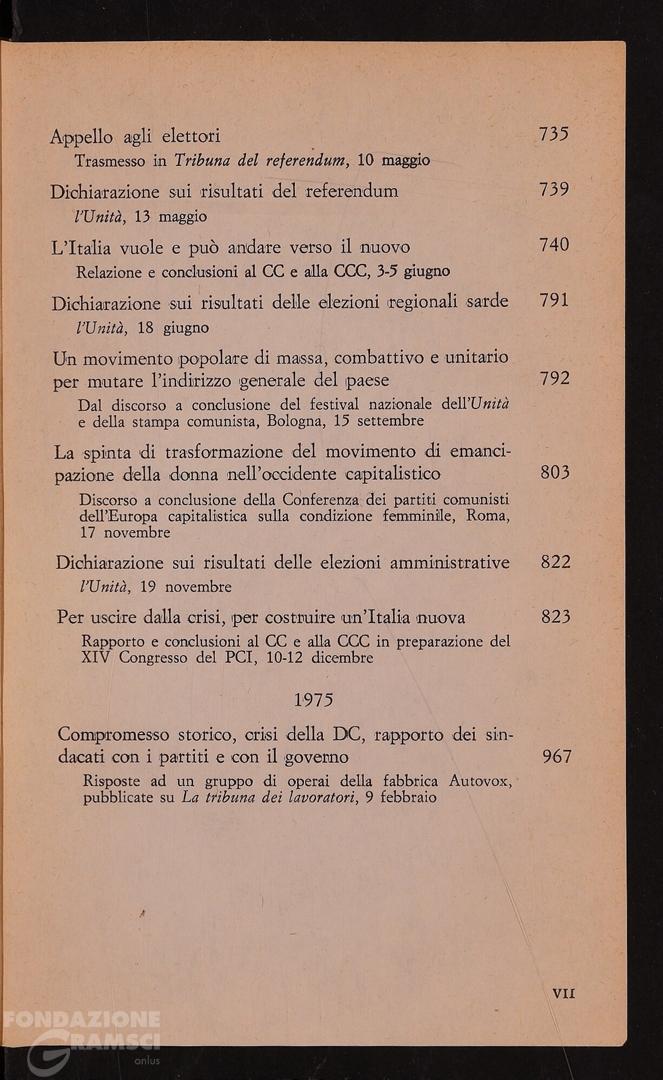 Appello agli elettori 735
Trasmesso in Tribuna del referendum, 10 maggio
Dichiarazione sui risultati del referendum 739
l'Unità, 13 maggio
L'Italia vuole e può andare verso il nuovo 740
Relazione e conclusioni al CC e alla CCC, 3-5 giugno
Dichiarazione sui risultati delle elezioni regionali sarde 791
l'Unità, 18 giugno
Un movimento popolare di massa, combattivo e unitario
per mutare l'indirizzo generale del paese 792
Dal discorso a conclusione del festival nazionale dell'Unità
e della stampa comunista, Bologna, 15 settembre
La spinta di trasformazione del movimento di emanci-
pazione della donna nell'occidente capitalistico 803
Discorso a conclusione della Conferenza dei partiti comunisti
dell'Europa capitalistica sulla condizione femminile, Roma,
17 novembre
Dichiarazione sui risultati delle elezioni amministrative 822
l'Unità, 19 novembre
Per uscire dalla crisi, per costruire un'Italia nuova 823
Rapporto e conclusioni al CC e alla CCC in preparazione del
XIV Congresso del PCI, 10-12 dicembre
1975
Compromesso storico, crisi della DC, rapporto dei sin-
dacati con i partiti e con il governo 967
Risposte ad un gruppo di operai della fabbrica Autovox,
pubblicate su La tribuna dei lavoratori, 9 febbraio
VII
FONDAZIONE
GRAMSCI
onlus